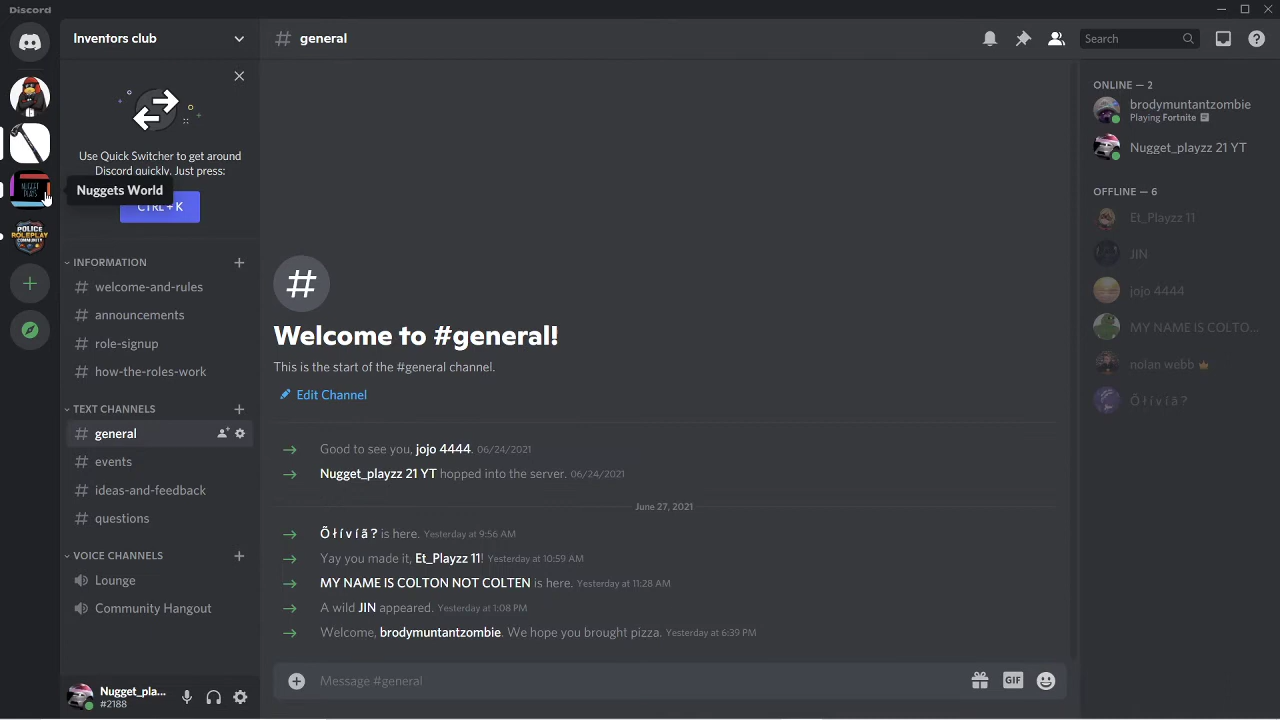 Discord
Inventors club
# general
Search
Use Quick Switcher to get around
Discord quickly. Just press:
CTRL + K
NUGGET
PLAYS
Nuggets World
POLICE
ROLEPLAY
COMMUNITY
INFORMATION
welcome-and-rules
announcements
role-signup
how-the-roles-work
TEXT CHANNELS
general
events
ideas-and-feedback
questions
VOICE CHANNELS
Lounge
Community Hangout
Nugget_pla...
#2188
Welcome to #general!
This is the start of the #general channel.
Edit Channel
Good to see you, jojo 4444. 06/24/2021
Nugget_playzz 21 YT hopped into the server. 06/24/2021
June 27, 2021
Ő ł í v í ã ? is here. Yesterday at 9:56 AM
Yay you made it, Et_Playzz 11! Yesterday at 10:59 AM
MY NAME IS COLTON NOT COLTEN is here. Yesterday at 11:28 AM
A wild JIN appeared. Yesterday at 1:08 PM
Welcome, brodymuntantzombie. We hope you brought pizza. Yesterday at 6:39 PM
Message #general
GIF
ONLINE — 2
brodymuntantzombie
Playing Fortnite
Nugget_playzz 21 YT
OFFLINE — 6
Et_Playzz 11
JIN
jojo 4444
MY NAME IS COLTO...
nolan webb
Ő ł í v í ã ?